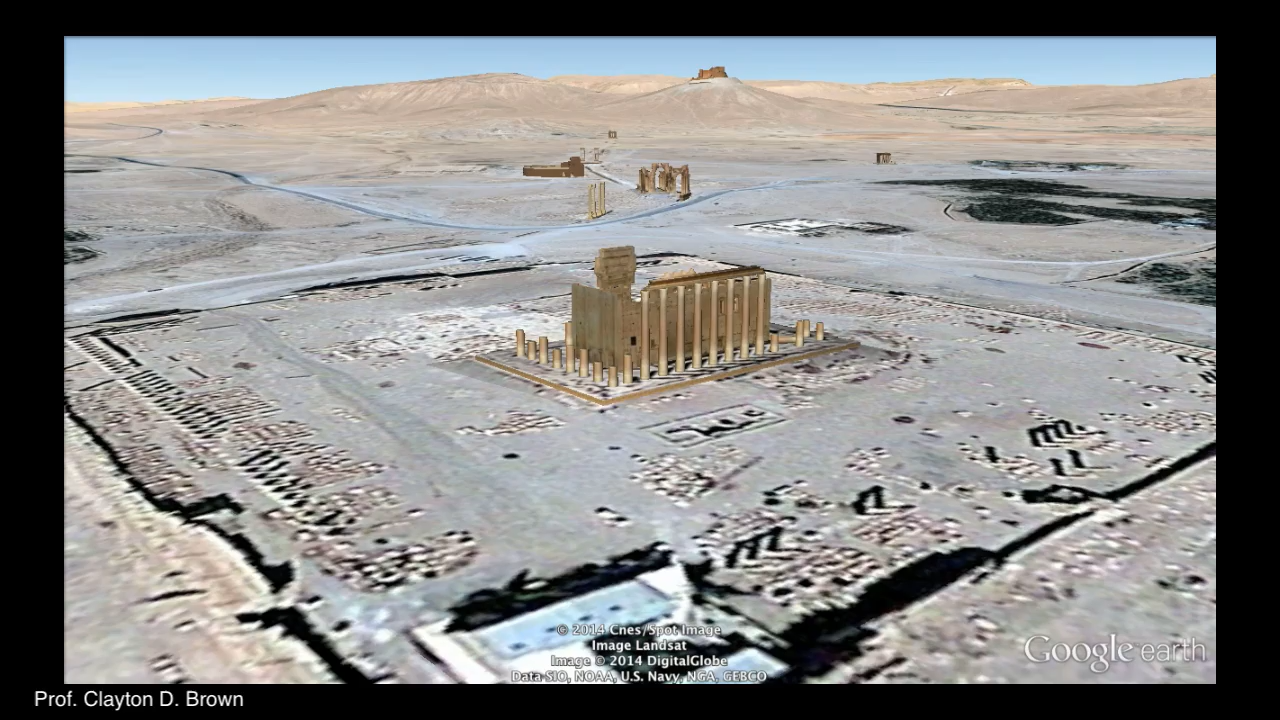 © 2014 Cnes/Spot Image
Image Landsat
Image © 2014 DigitalGlobe
Data SIO, NOAA, U.S. Navy, NGA, GEBCO
Google earth
Prof. Clayton D. Brown